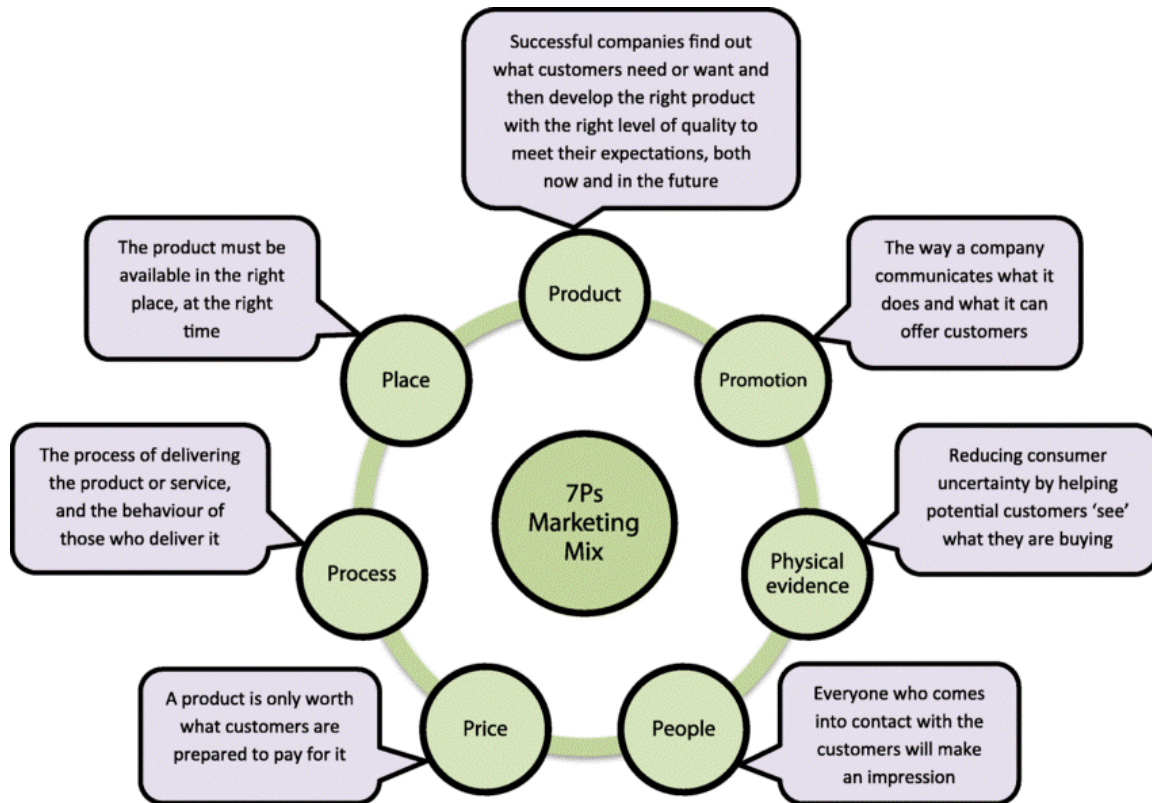 Successful companies find out
what customers need or want and
then develop the right product
with the right level of quality to
meet their expectations, both
now and in the future
Product
The way a company
communicates what it
does and what it can
offer customers
Promotion
Reducing consumer
uncertainty by helping
potential customers ‘see’
what they are buying
Physical
evidence
Everyone who comes
into contact with the
customers will make
an impression
People
A product is only worth
what customers are
prepared to pay for it
Price
The process of delivering
the product or service,
and the behaviour of
those who deliver it
Process
The product must be
available in the right
place, at the right
time
Place
7Ps
Marketing
Mix